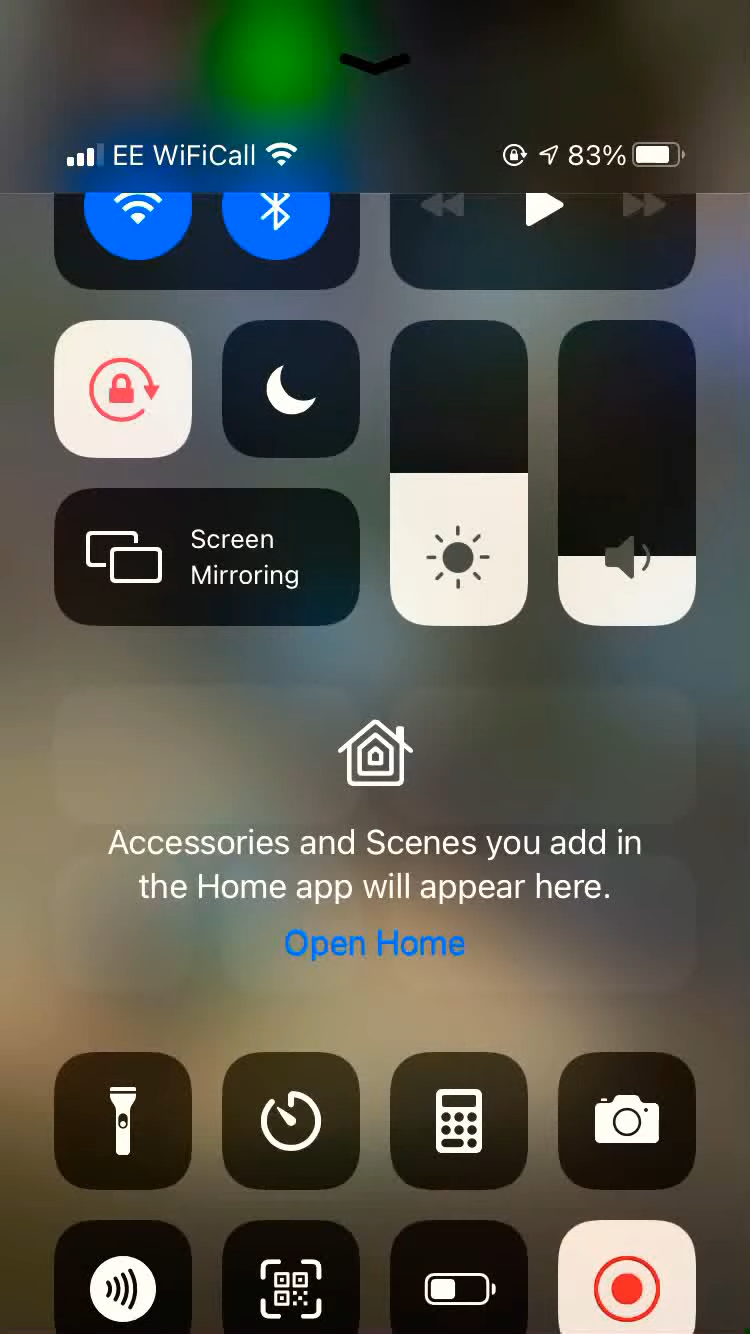 EE WiFiCall
83%
Screen
Mirroring
Accessories and Scenes you add in
the Home app will appear here.
Open Home